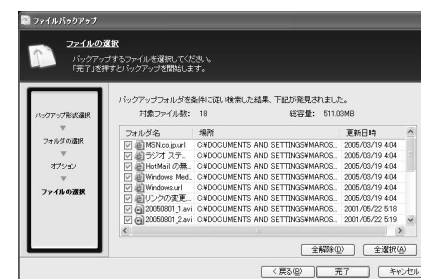 ファイルバックアップ
ファイルの選択
バックアップするファイルを選択してください。
「完了」を押すとバックアップを開始します。
バックアップ形式選択
フォルダの選択
オプション
ファイルの選択
バックアップフォルダを条件に従い検索した結果、下記が発見されました。
対象ファイル数: 18 総容量: 511.03MB
フォルダ名 場所 更新日時
MSN.co.jp.url C:¥DOCUMENTS AND SETTINGS¥MAROS... 2005/03/19 4:04
ラジオ ステ... C:¥DOCUMENTS AND SETTINGS¥MAROS... 2005/03/19 4:04
HotMail の無... C:¥DOCUMENTS AND SETTINGS¥MAROS... 2005/03/19 4:04
Windows Med... C:¥DOCUMENTS AND SETTINGS¥MAROS... 2005/03/19 4:04
Windows.url C:¥DOCUMENTS AND SETTINGS¥MAROS... 2005/03/19 4:04
リンクの変更... C:¥DOCUMENTS AND SETTINGS¥MAROS... 2005/03/19 4:04
20050801_1.avi C:¥DOCUMENTS AND SETTINGS¥MAROS... 2001/05/22 5:18
20050801_2.avi C:¥DOCUMENTS AND SETTINGS¥MAROS... 2001/05/22 5:19
全解除(D) 全選択(A)
< 戻る(B) 完了 キャンセル